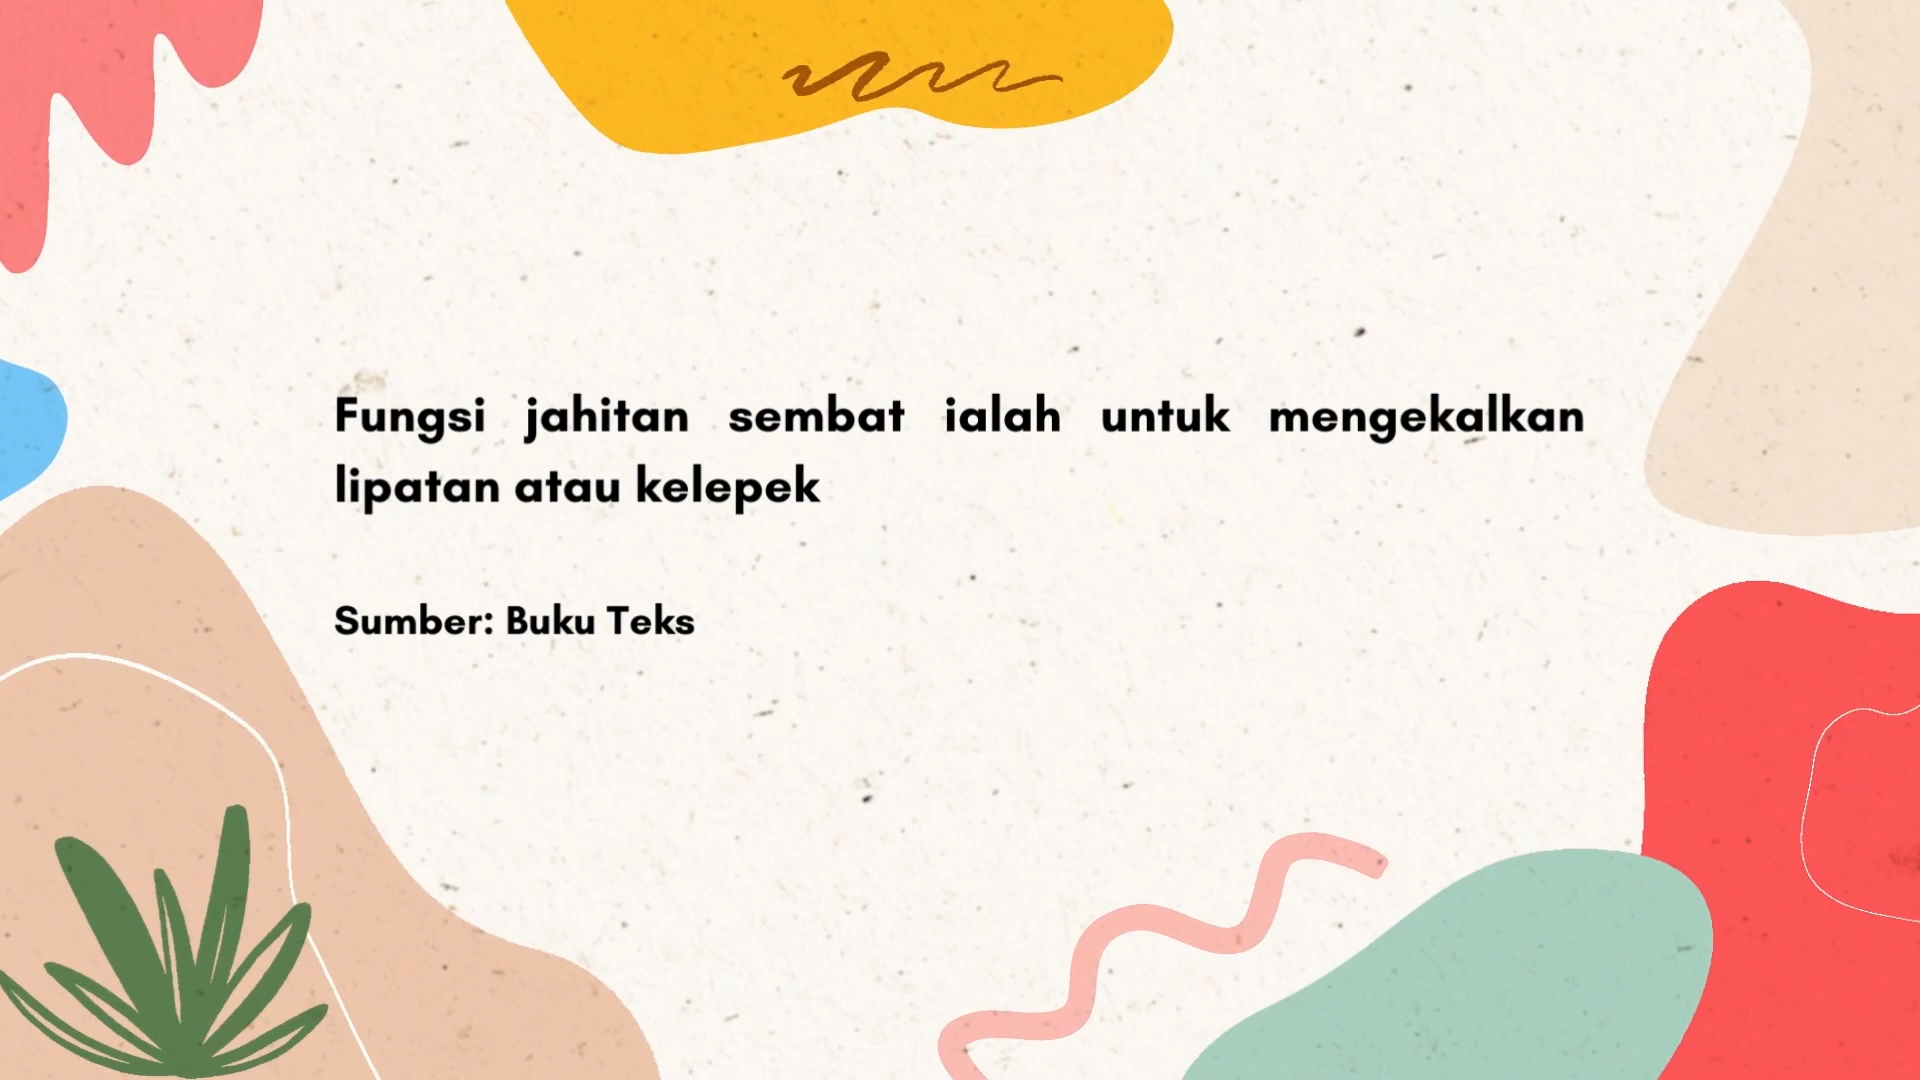 Fungsi jahitan sembat ialah untuk mengekalkan
lipatan atau kelepek
Sumber: Buku Teks